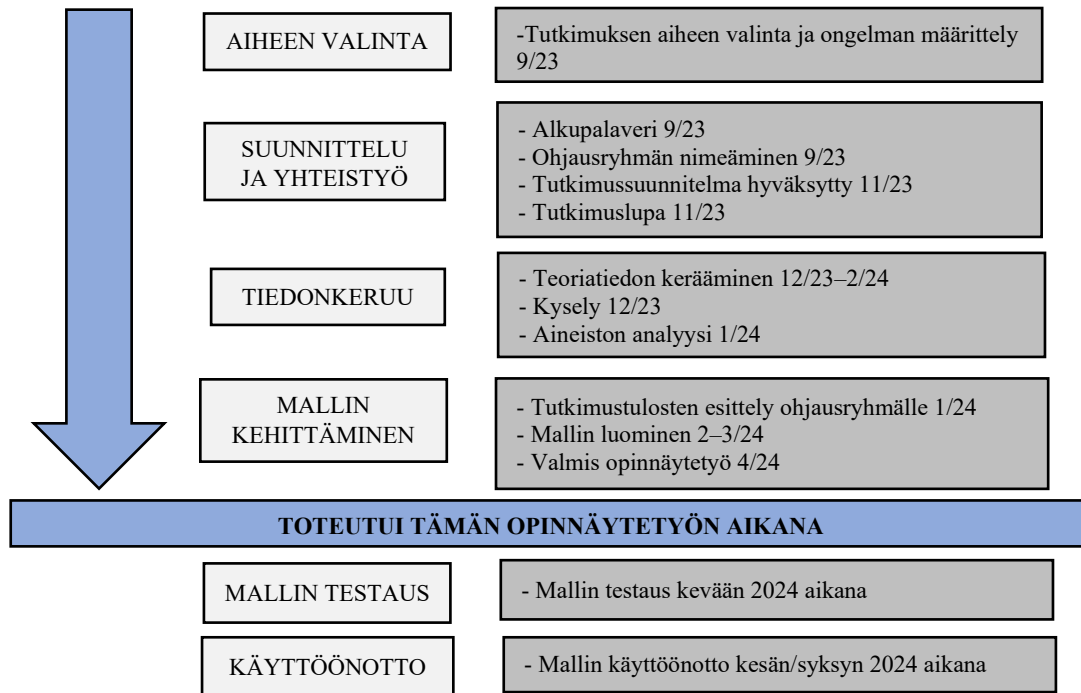 AIHEEN VALINTA
-Tutkimuksen aiheen valinta ja ongelman määrittely
9/23
SUUNNITTELU
JA YHTEISTYÖ
- Alkupalaveri 9/23
- Ohjausryhmän nimeäminen 9/23
- Tutkimussuunnitelma hyväksytty 11/23
- Tutkimuslupa 11/23
TIEDONKERUU
- Teoriatiedon kerääminen 12/23–2/24
- Kysely 12/23
- Aineiston analyysi 1/24
MALLIN
KEHITTÄMINEN
- Tutkimustulosten esittely ohjausryhmälle 1/24
- Mallin luominen 2–3/24
- Valmis opinnäytetyö 4/24
TOTEUTUI TÄMÄN OPINNÄYTETYÖN AIKANA
MALLIN TESTAUS
- Mallin testaus kevään 2024 aikana
KÄYTTÖÖNOTTO
- Mallin käyttöönotto kesän/syksyn 2024 aikana